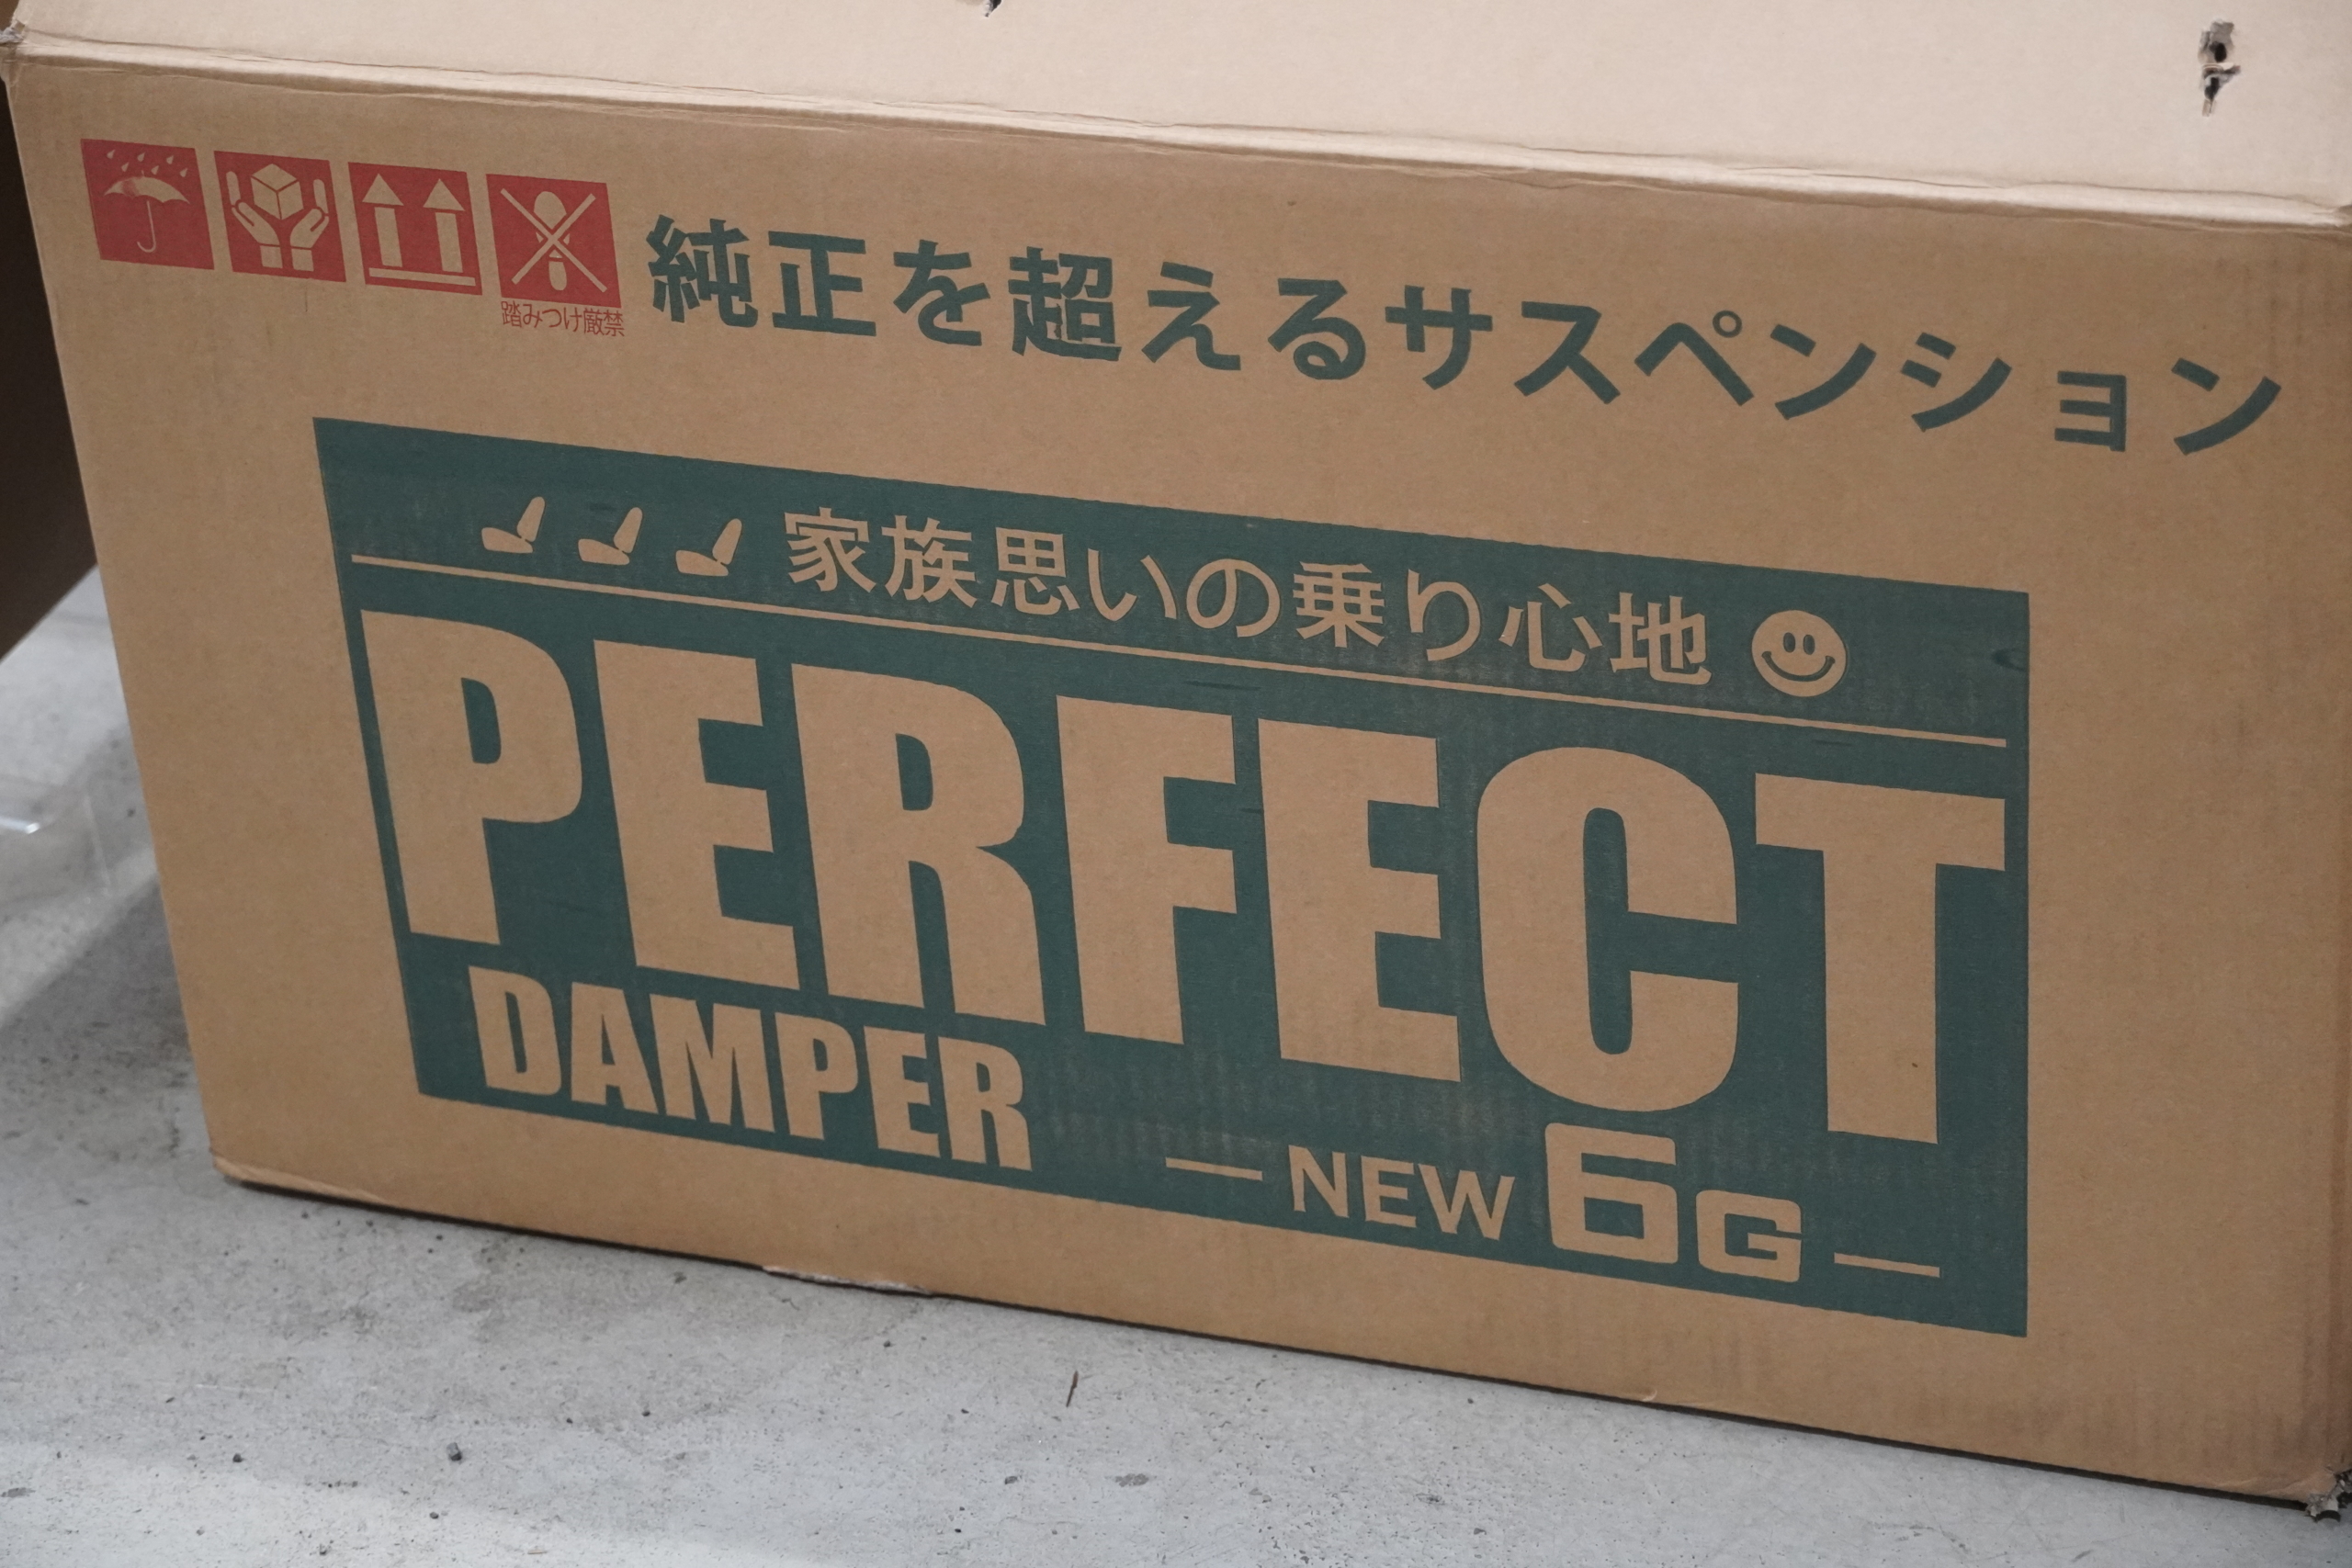 純正を超えるサスペンション
踏みつけ厳禁
家族思いの乗り心地
PERFECT
DAMPER
NEW 6G